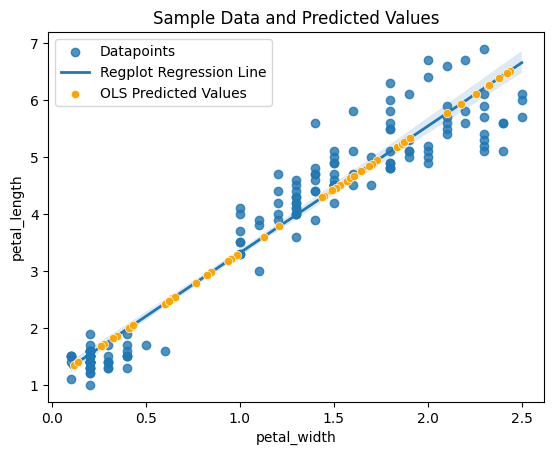 Sample Data and Predicted Values
Datapoints
Regplot Regression Line
OLS Predicted Values
7
6
5
4
3
2
1
petal_length
0.0 0.5 1.0 1.5 2.0 2.5
petal_width